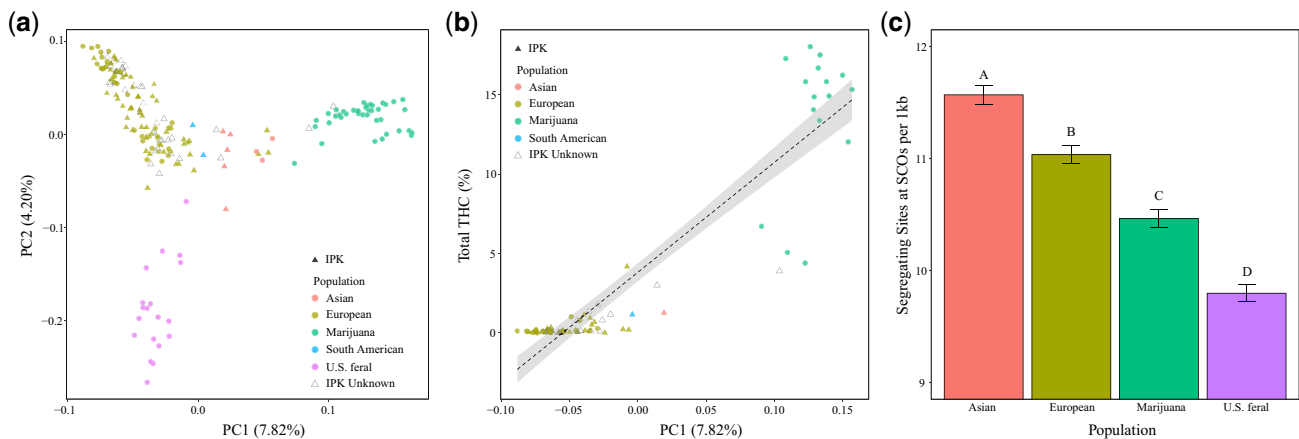 (a)
0.1
0.0
−0.1
−0.2
PC2 (4.20%)
IPK
Population
Asian
European
Marijuana
South American
U.S. feral
IPK Unknown
−0.1
0.0
0.1
PC1 (7.82%)
(b)
15
10
5
0
Total THC (%)
IPK
Population
Asian
European
Marijuana
South American
IPK Unknown
−0.10
−0.05
0.00
0.05
0.10
0.15
PC1 (7.82%)
(c)
12
11
10
9
Segregating Sites at SCOs per 1kb
A
B
C
D
Asian
European
Marijuana
U.S. feral
Population